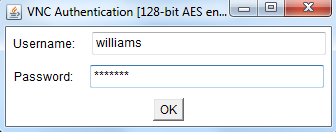 VNC Authentication [128-bit AES en...
Username: williams
Password: *******
OK